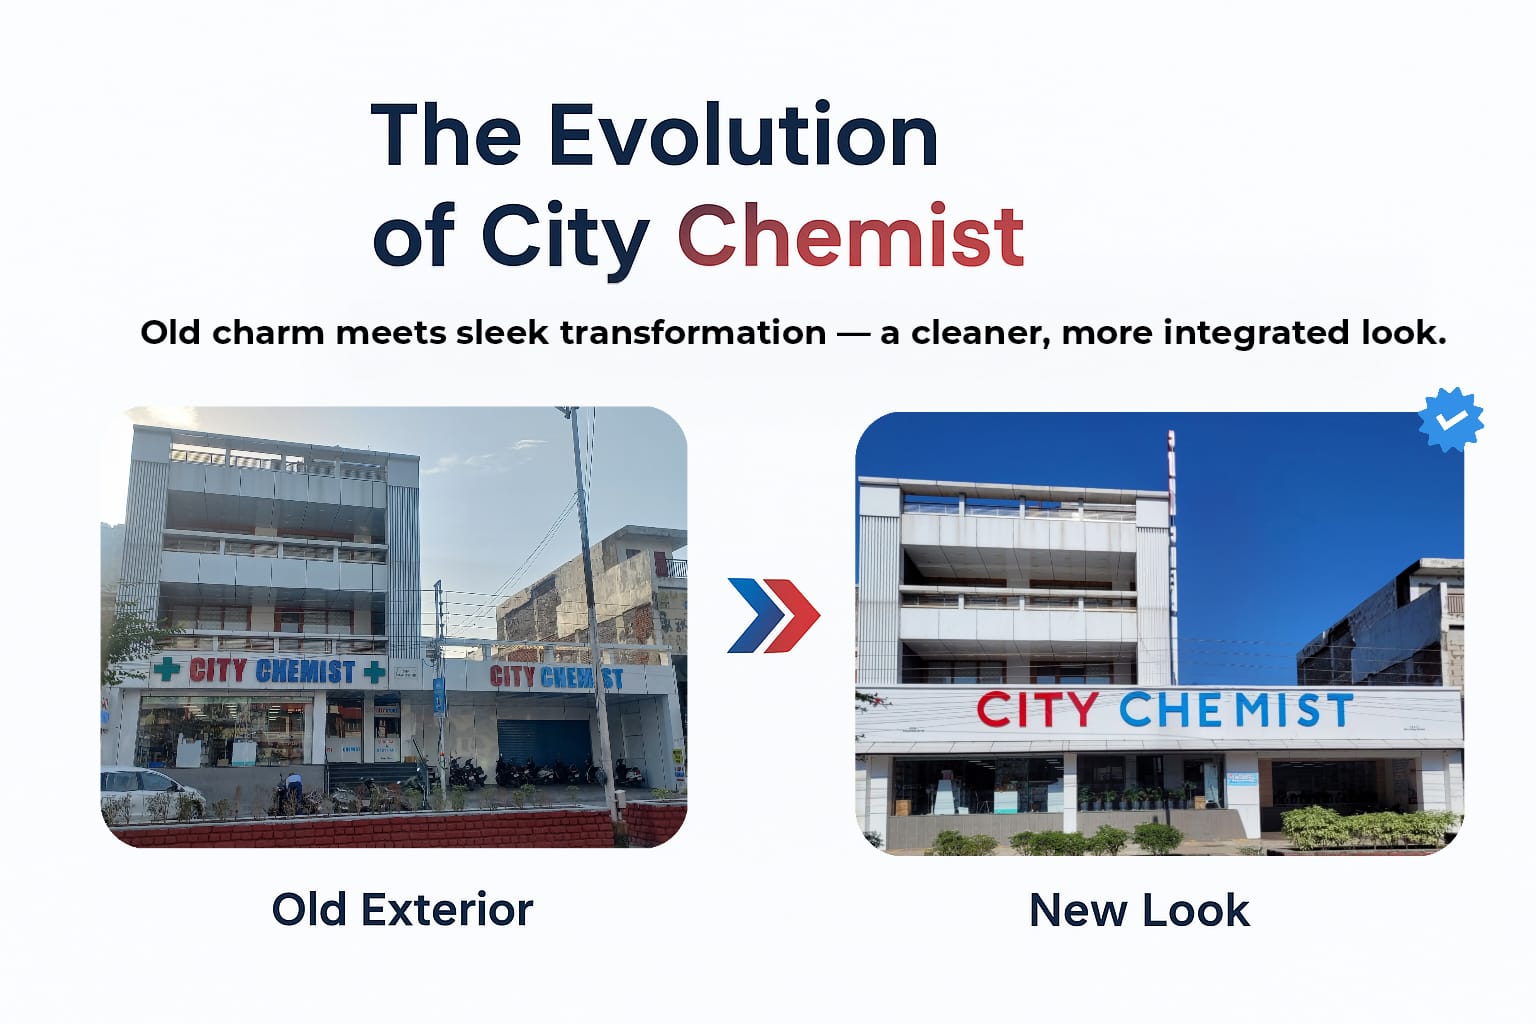 The Evolution
of City Chemist
Old charm meets sleek transformation — a cleaner, more integrated look.
CITY CHEMIST
CITY CHEMIST
CITY CHEMIST
Old Exterior
New Look